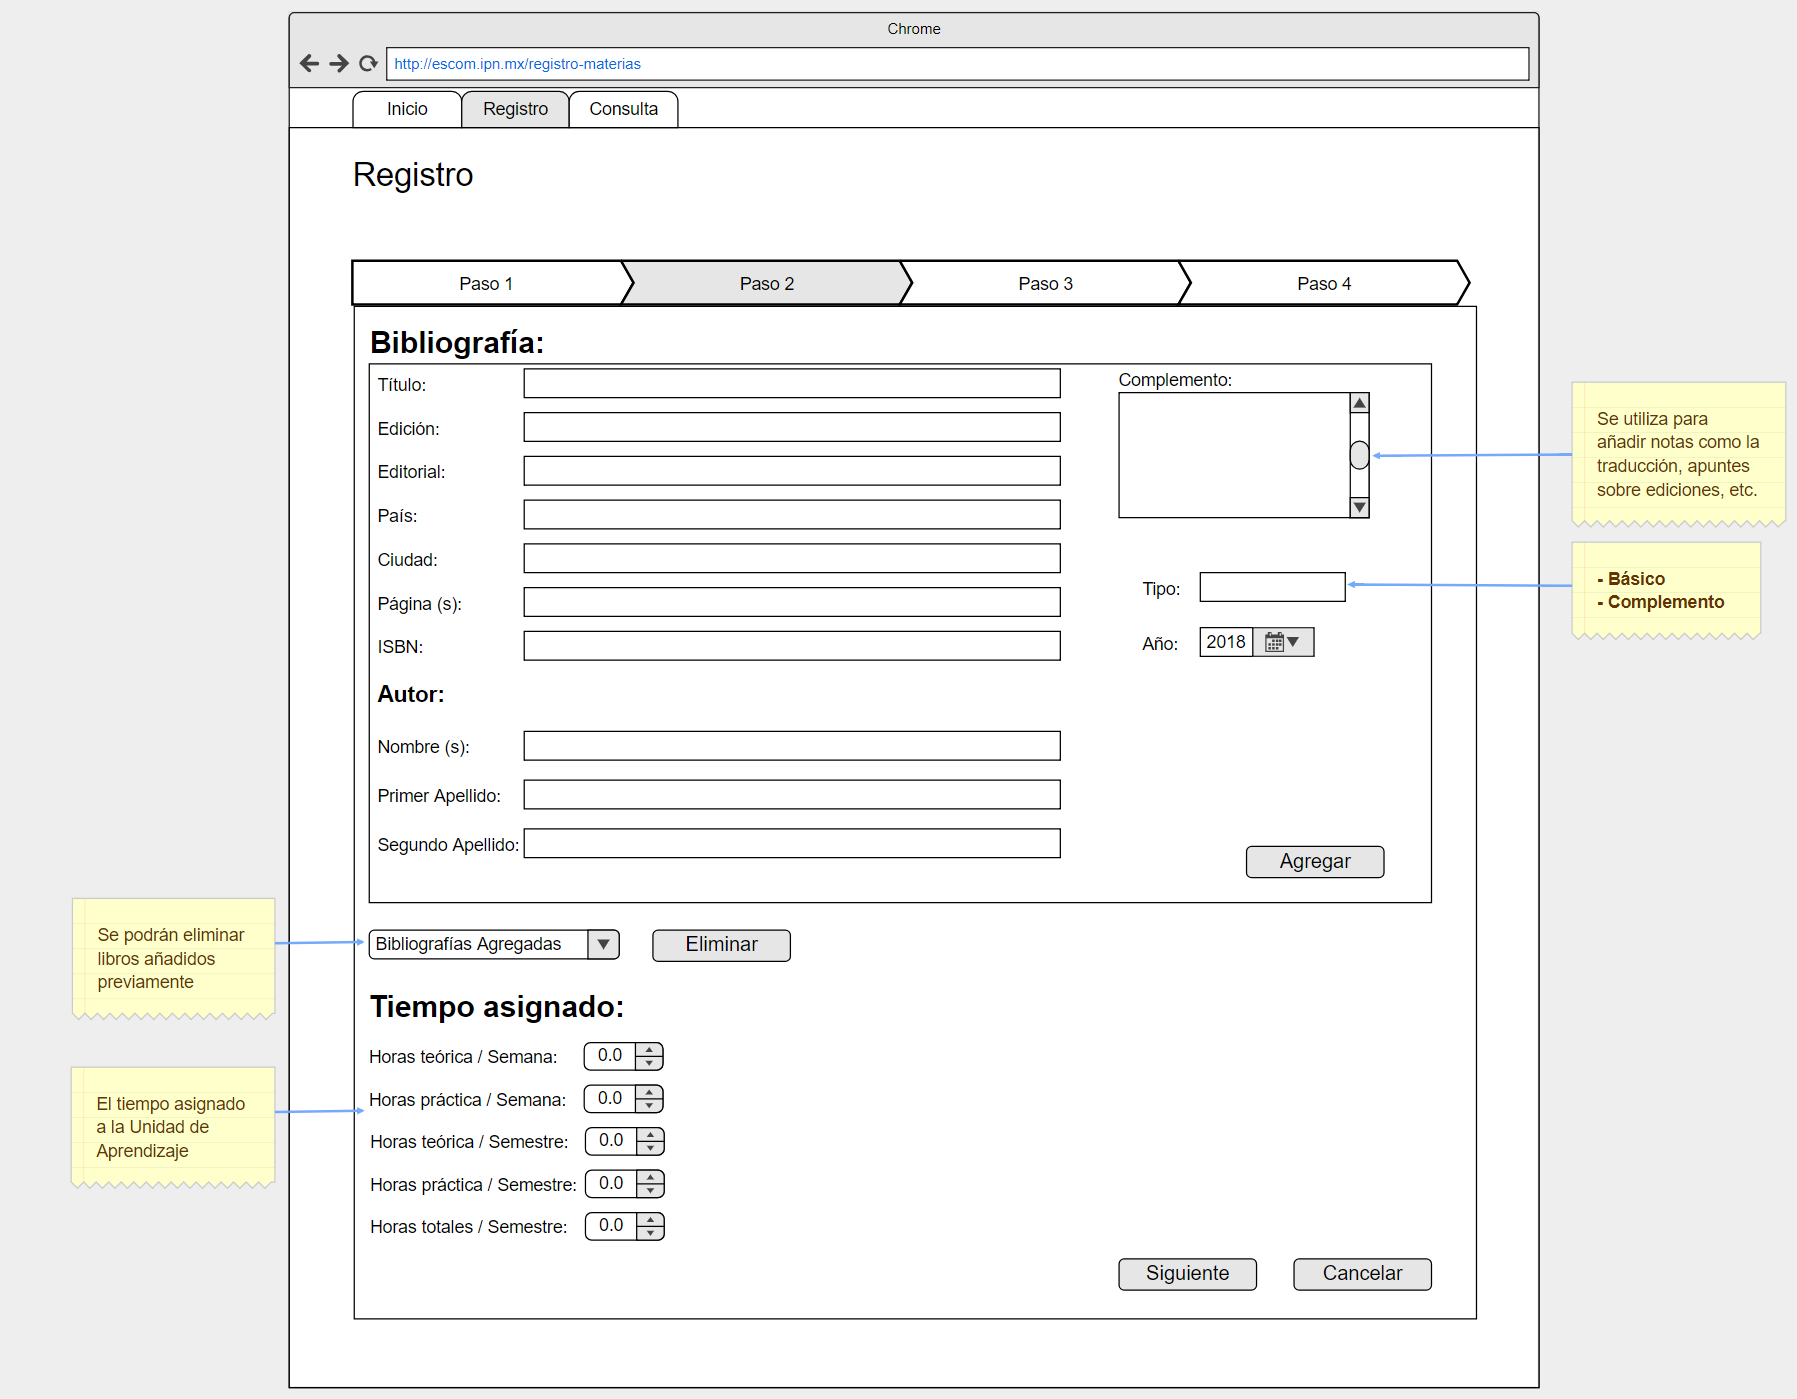 Chrome
http://escom.ipn.mx/registro-materias
Inicio
Registro
Consulta
Registro
Paso 1
Paso 2
Paso 3
Paso 4
Bibliografía:
Título:
Edición:
Editorial:
País:
Ciudad:
Página (s):
ISBN:
Complemento:
Tipo:
Año:
2018
Se utiliza para
añadir notas como la
traducción, apuntes
sobre ediciones, etc.
- Básico
- Complemento
Autor:
Nombre (s):
Primer Apellido:
Segundo Apellido:
Agregar
Se podrán eliminar
libros añadidos
previamente
Bibliografías Agregadas
Eliminar
Tiempo asignado:
El tiempo asignado
a la Unidad de
Aprendizaje
Horas teórica / Semana: 0.0
Horas práctica / Semana: 0.0
Horas teórica / Semestre: 0.0
Horas práctica / Semestre: 0.0
Horas totales / Semestre: 0.0
Siguiente
Cancelar